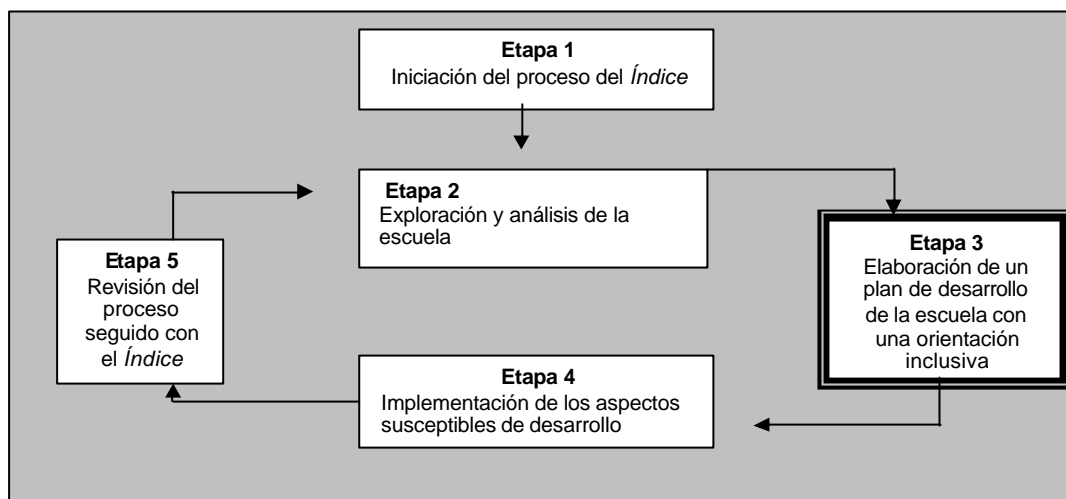 Etapa 1
Iniciación del proceso del Índice
Etapa 2
Exploración y análisis de la
escuela
Etapa 3
Elaboración de un
plan de desarrollo
de la escuela con
una orientación
inclusiva
Etapa 4
Implementación de los aspectos
susceptibles de desarrollo
Etapa 5
Revisión del
proceso
seguido con
el Índice